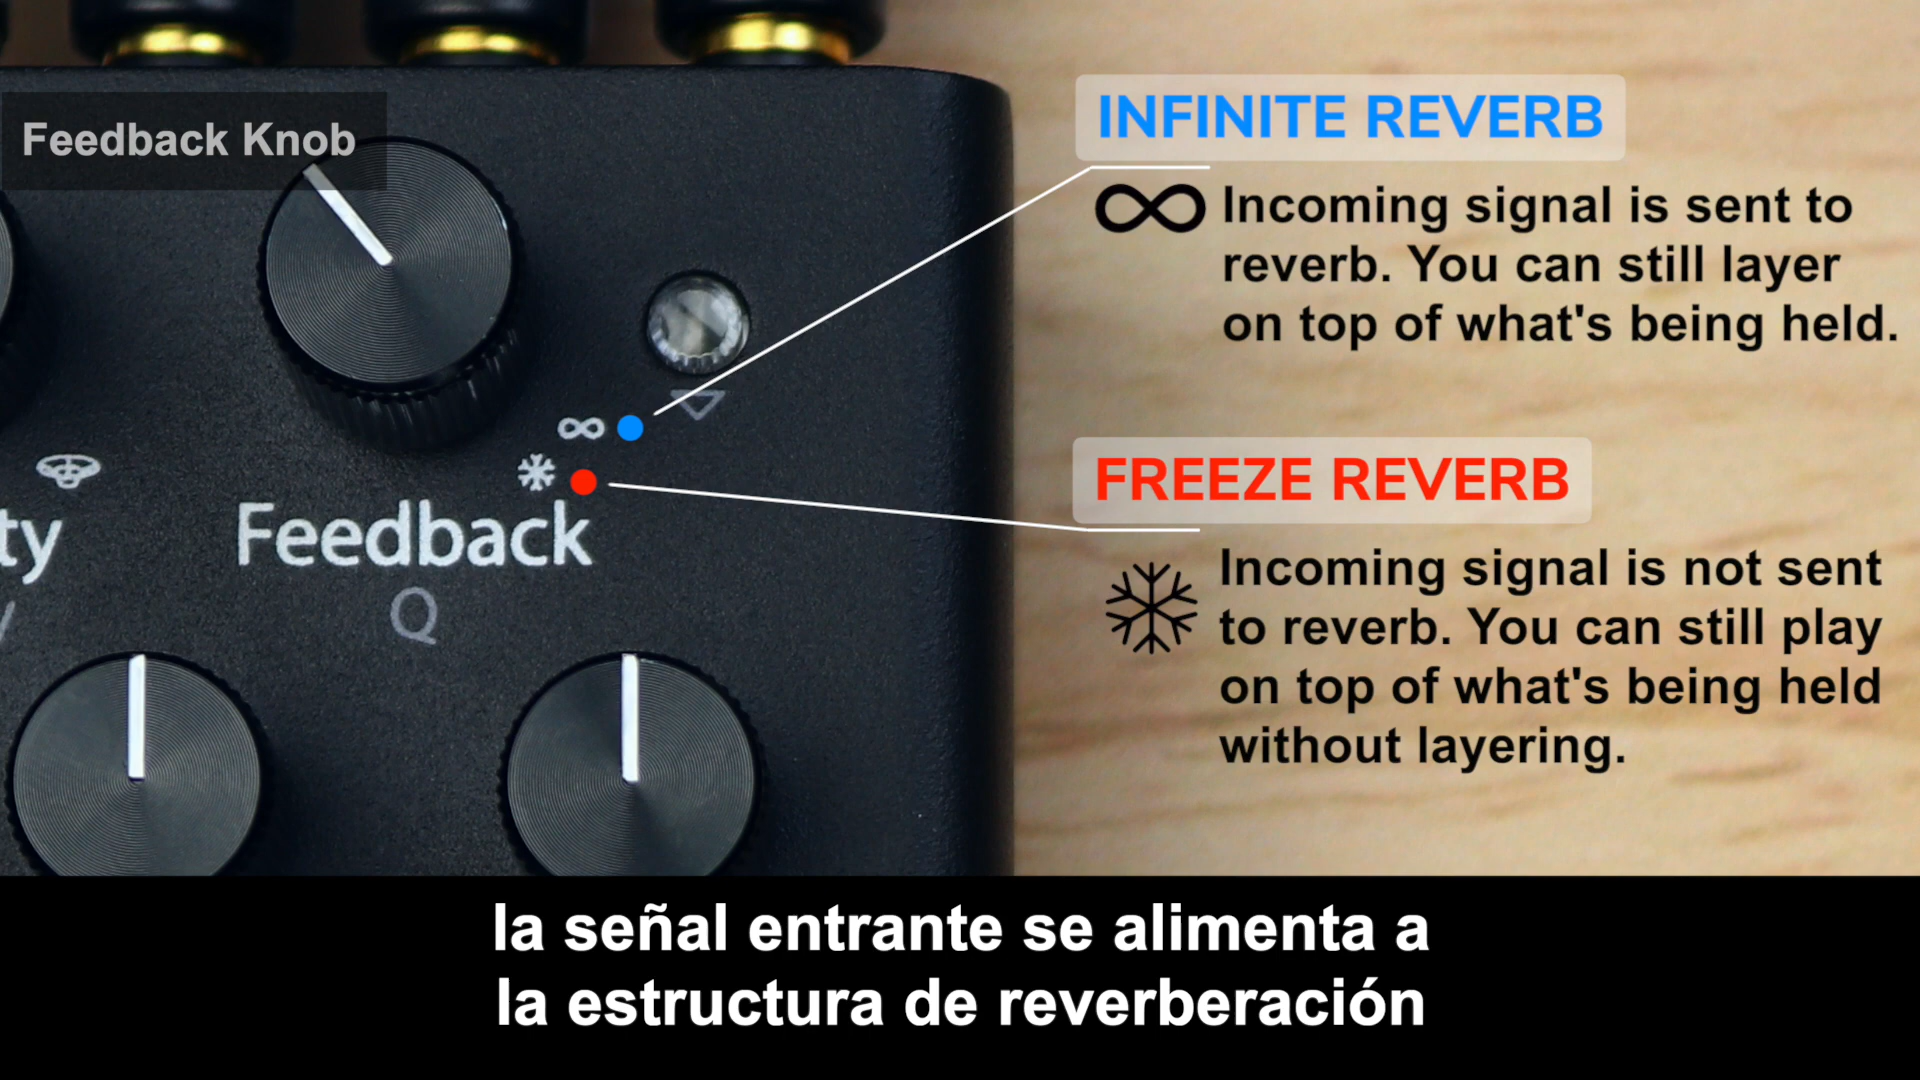 Feedback Knob
INFINITE REVERB
Incoming signal is sent to
reverb. You can still layer
on top of what's being held.
FREEZE REVERB
Incoming signal is not sent
to reverb. You can still play
on top of what's being held
without layering.
ty
Feedback
Q
la señal entrante se alimenta a
la estructura de reverberación